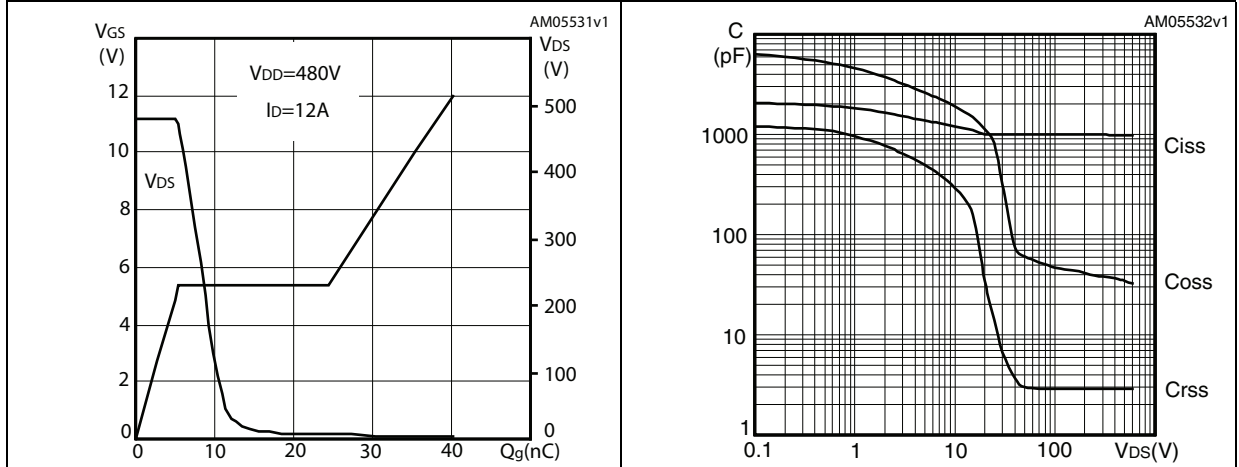 AM05531v1
VGS
(V)
VDS
(V)
VDD=480V
ID=12A
12
10
8
6
4
2
0
VDS
500
400
300
200
100
0
0
10
20
30
40
Qg(nC)
AM05532v1
C
(pF)
1000
100
10
1
0.1
1
10
100
VDS(V)
Ciss
Coss
Crss